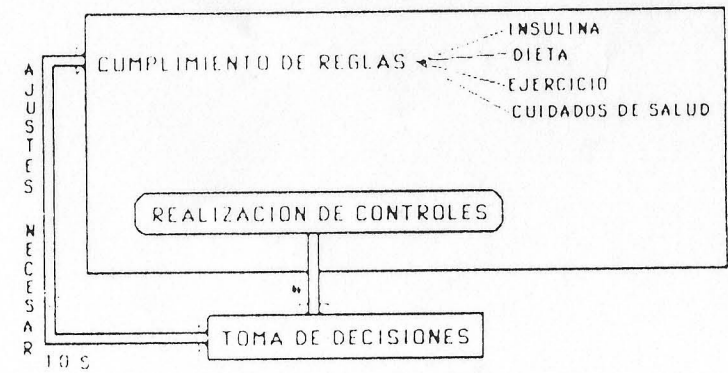 INSULINA
CUMPLIMIENTO DE REGLAS
DIETA
EJERCICIO
CUIDADOS DE SALUD
AJUSTES NECESARIOS
REALIZACION DE CONTROLES
TOMA DE DECISIONES